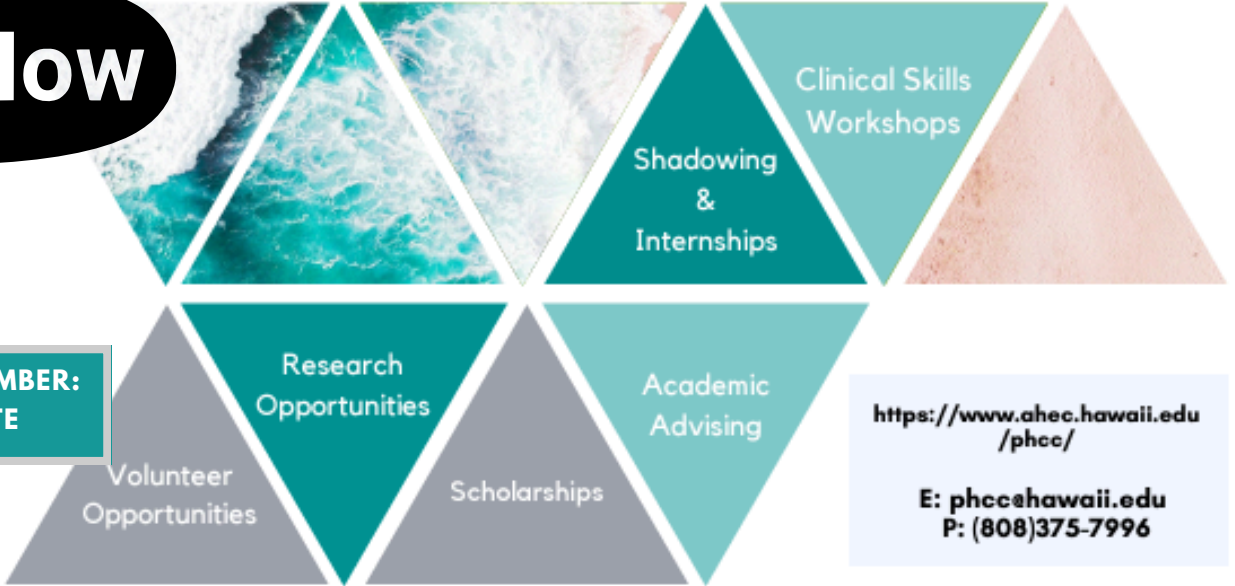 low
Clinical Skills
Workshops
Shadowing
&
Internships
Research
Opportunities
MBER:
TE
Volunteer
Opportunities
Scholarships
Academic
Advising
https://www.ahec.hawaii.edu
/phcc/
E: phcc@hawaii.edu
P: (808)375-7996